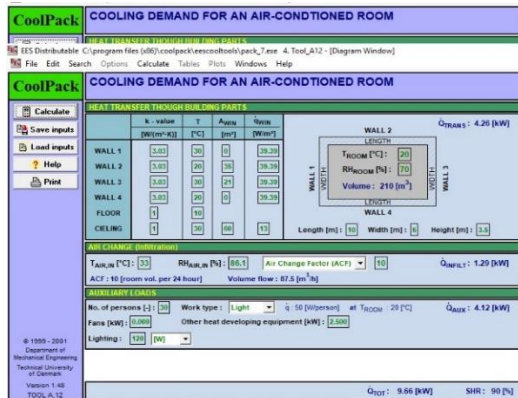 CoolPack
COOLING DEMAND FOR AN AIR-CONDTIONED ROOM
EES Distributable C:\program files (x86)\coolpack\eescooltools\pack_7.exe 4. Tool_A12 - [Diagram Window]
File Edit Search Options Calculate Tables Plots Windows Help
CoolPack
COOLING DEMAND FOR AN AIR-CONDTIONED ROOM
Calculate
Save inputs
Load inputs
Help
Print
HEAT TRANSFER THOUGH BUILDING PARTS
k - value T AWIN q̇WIN
[W/(m²·K)] [°C] [m²] [W/m²]
WALL 1 3.03 30 0 39.39
WALL 2 3.03 20 35 39.39
WALL 3 3.03 20 21 39.39
WALL 4 3.03 20 0 39.39
FLOOR 1 10
CIELING 1 30 60 13
WALL 2
Q̇TRANS : 4.26 [kW]
LENGTH
WALL 1
WIDTH
TROOM [°C] : 20
RHROOM [%] : 70
Volume : 210 [m³]
WIDTH
WALL 3
LENGTH
WALL 4
Length [m] : 10 Width [m] : 6 Height [m] : 3.5
AIR CHANGE (Infiltration)
TAIR,IN [°C] : 33 RHAIR,IN [%] : 86.1 Air Change Factor (ACF) 10 Q̇INFILT : 1.29 [kW]
ACF : 10 [room vol. per 24 hour] Volume flow : 87.5 [m³/h]
AUXILIARY LOADS
No. of persons [-] : 30 Work type : Light q̇ : 50 [W/person] at TROOM : 20 [°C] Q̇AUX : 4.12 [kW]
Fans [kW] : 0.000 Other heat developing equipment [kW] : 2.500
Lighting : 120 [W]
© 1999 - 2001
Department of
Mechanical Engineering
Technical University
of Denmark
Version 1.46
TOOL A.12
Q̇TOT : 9.66 [kW] SHR : 90 [%]